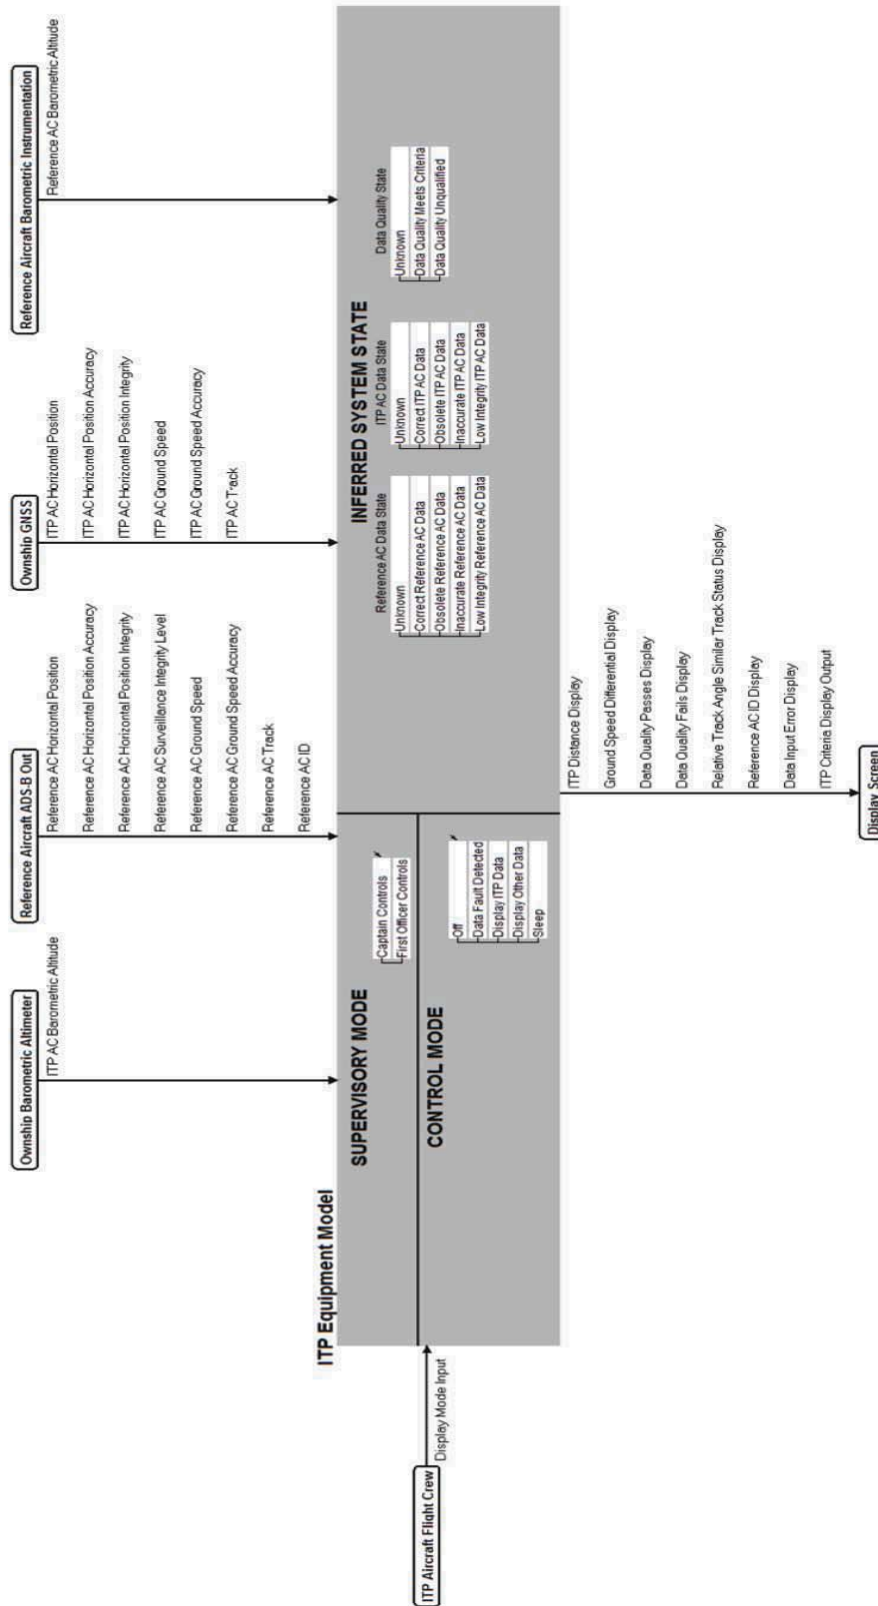 Ownship Barometric Altimeter
ITP AC Barometric Altitude
Reference Aircraft ADS-B Out
Reference AC Horizontal Position
Reference AC Horizontal Position Accuracy
Reference AC Horizontal Position Integrity
Reference AC Surveillance Integrity Level
Reference AC Ground Speed
Reference AC Ground Speed Accuracy
Reference AC Track
Reference AC ID
Ownship GNSS
ITP AC Horizontal Position
ITP AC Horizontal Position Accuracy
ITP AC Horizontal Position Integrity
ITP AC Ground Speed
ITP AC Ground Speed Accuracy
ITP AC Track
Reference Aircraft Barometric Instrumentation
Reference AC Barometric Altitude
ITP Equipment Model
ITP Aircraft Flight Crew
Display Mode Input
SUPERVISORY MODE
Captain Controls
First Officer Controls
CONTROL MODE
Off
Data Fault Detected
Display ITP Data
Display Other Data
Sleep
INFERRED SYSTEM STATE
Reference AC Data State
Unknown
Correct Reference AC Data
Obsolete Reference AC Data
Inaccurate Reference AC Data
Low Integrity Reference AC Data
ITP AC Data State
Unknown
Correct ITP AC Data
Obsolete ITP AC Data
Inaccurate ITP AC Data
Low Integrity ITP AC Data
Data Quality State
Unknown
Data Quality Meets Criteria
Data Quality Unqualified
ITP Distance Display
Ground Speed Differential Display
Data Quality Passes Display
Data Quality Fails Display
Relative Track Angle Similar Track Status Display
Reference AC ID Display
Data Input Error Display
ITP Criteria Display Output
Display Screen